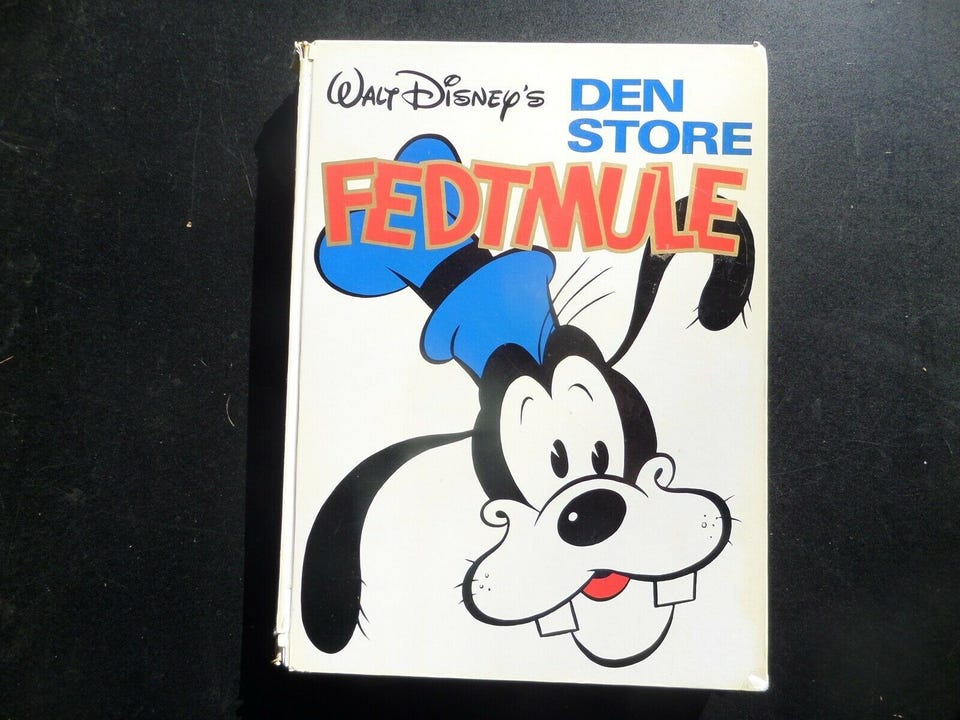 WALT DISNEY'S
DEN
STORE
FEDTMULE